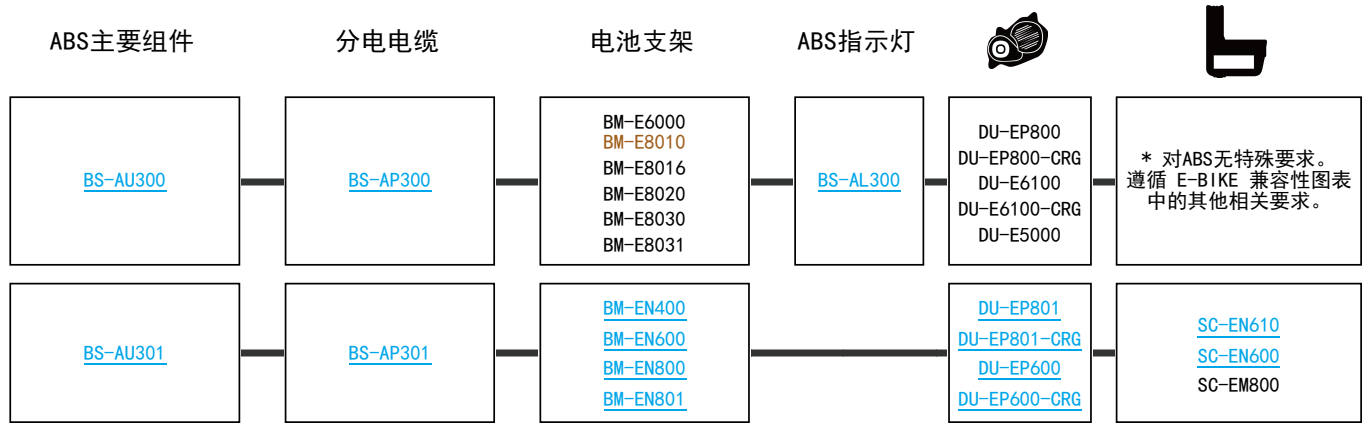 ABS主要组件
分电电缆
电池支架
ABS指示灯
BS-AU300
BS-AP300
BM-E6000
BM-E8010
BM-E8016
BM-E8020
BM-E8030
BM-E8031
BS-AL300
DU-EP800
DU-EP800-CRG
DU-E6100
DU-E6100-CRG
DU-E5000
* 对ABS无特殊要求。
遵循 E-BIKE 兼容性图表
中的其他相关要求。
BS-AU301
BS-AP301
BM-EN400
BM-EN600
BM-EN800
BM-EN801
DU-EP801
DU-EP801-CRG
DU-EP600
DU-EP600-CRG
SC-EN610
SC-EN600
SC-EM800